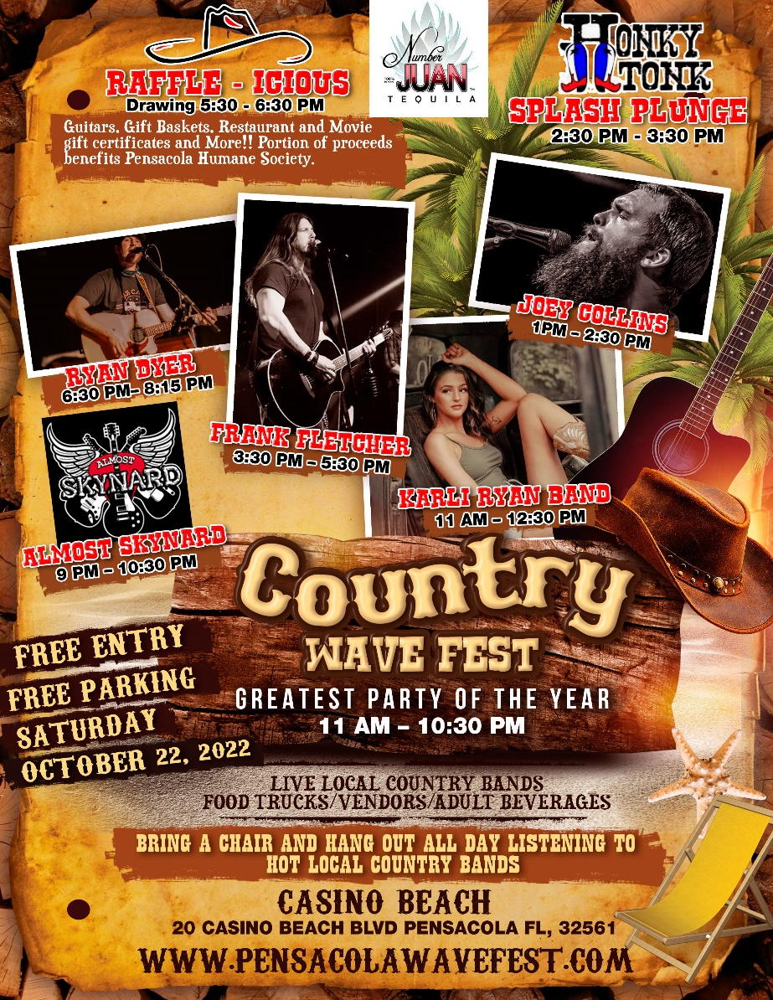 RAFFLE - ICIOUS
Drawing 5:30 - 6:30 PM
Guitars, Gift Baskets, Restaurant and Movie
gift certificates and More!! Portion of proceeds
benefits Pensacola Humane Society.
Number
JUAN
TEQUILA
HONKY
TONK
SPLASH PLUNGE
2:30 PM - 3:30 PM
JOEY COLLINS
1PM – 2:30 PM
RYAN DYER
6:30 PM– 8:15 PM
FRANK FLETCHER
3:30 PM – 5:30 PM
KARLI RYAN BAND
11 AM – 12:30 PM
ALMOST
SKYNARD
ALMOST SKYNARD
9 PM – 10:30 PM
Country
WAVE FEST
GREATEST PARTY OF THE YEAR
11 AM – 10:30 PM
FREE ENTRY
FREE PARKING
SATURDAY
OCTOBER 22, 2022
LIVE LOCAL COUNTRY BANDS
FOOD TRUCKS/VENDORS/ADULT BEVERAGES
BRING A CHAIR AND HANG OUT ALL DAY LISTENING TO
HOT LOCAL COUNTRY BANDS
CASINO BEACH
20 CASINO BEACH BLVD PENSACOLA FL, 32561
WWW.PENSACOLAWAVEFEST.COM